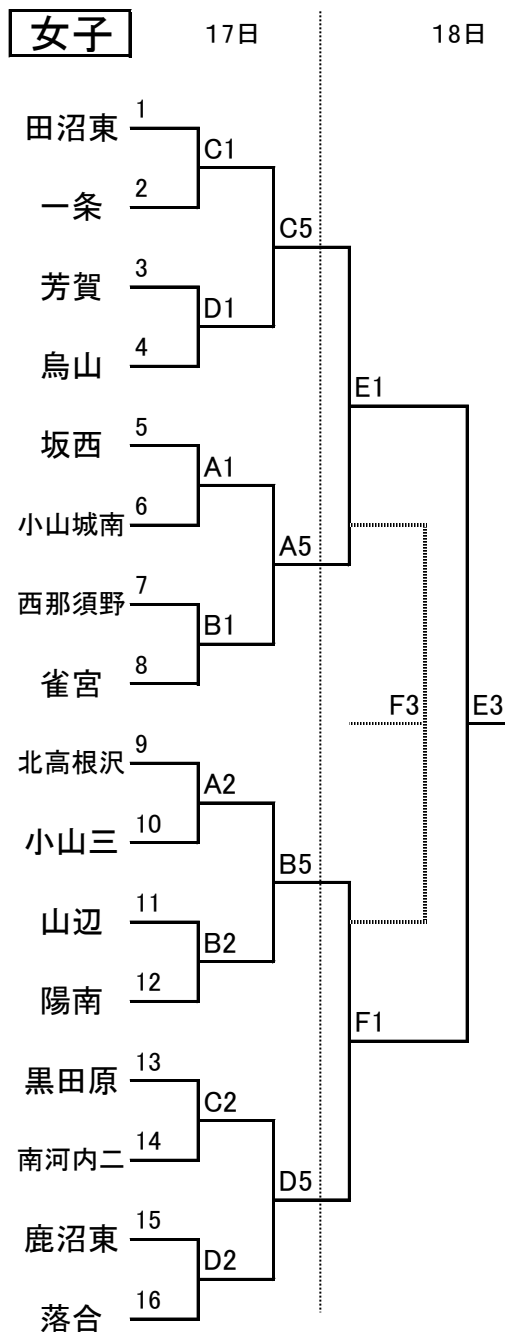 女子 17日 18日
1
田沼東
C1
2
一条
C5
3
芳賀
D1
4
烏山
E1
5
坂西
A1
6
小山城南
A5
7
西那須野
B1
8
雀宮
F3 E3
9
北高根沢
A2
10
小山三
B5
11
山辺
B2
12
陽南
F1
13
黒田原
C2
14
南河内二
D5
15
鹿沼東
D2
16
落合